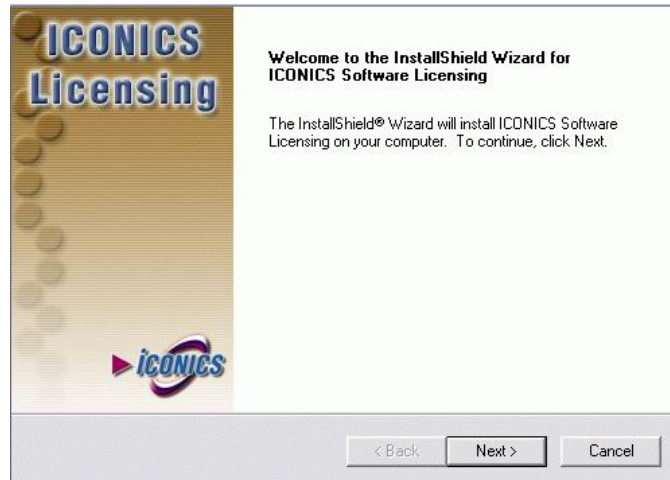 ICONICS
Licensing
Welcome to the InstallShield Wizard for
ICONICS Software Licensing
The InstallShield® Wizard will install ICONICS Software
Licensing on your computer. To continue, click Next.
iCONICS
< Back
Next >
Cancel